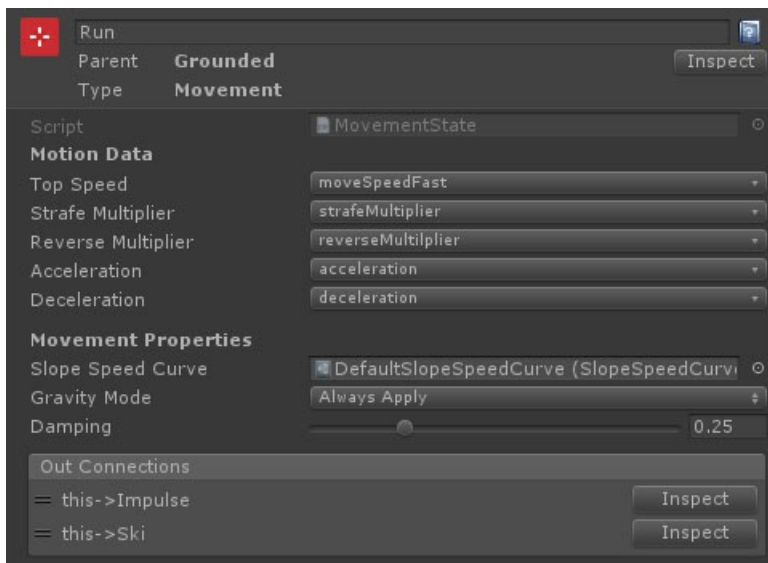 Run
Parent Grounded Inspect
Type Movement
Script MovementState
Motion Data
Top Speed moveSpeedFast
Strafe Multiplier strafeMultiplier
Reverse Multiplier reverseMultilplier
Acceleration acceleration
Deceleration deceleration
Movement Properties
Slope Speed Curve DefaultSlopeSpeedCurve (SlopeSpeedCurv
Gravity Mode Always Apply
Damping 0.25
Out Connections
= this->Impulse Inspect
= this->Ski Inspect